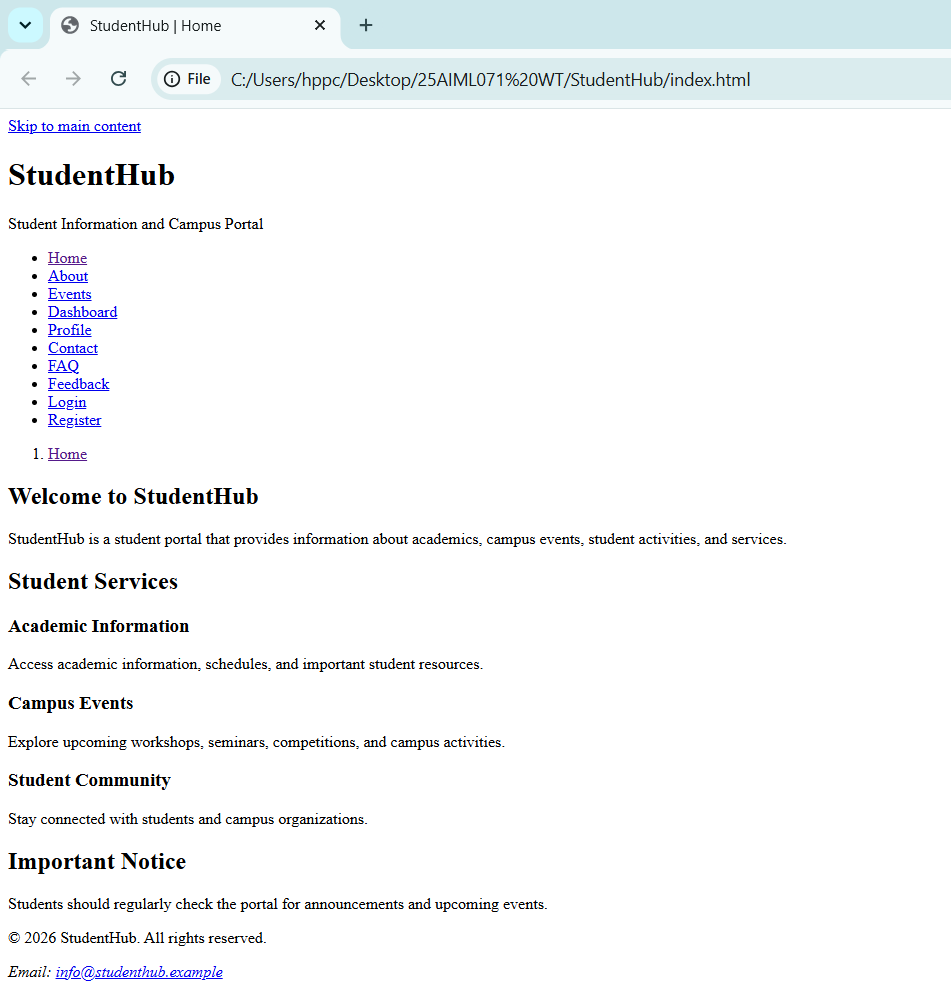 StudentHub | Home
File
C:/Users/hppc/Desktop/25AIML071%20WT/StudentHub/index.html
Skip to main content
StudentHub
Student Information and Campus Portal
Home
About
Events
Dashboard
Profile
Contact
FAQ
Feedback
Login
Register
1. Home
Welcome to StudentHub
StudentHub is a student portal that provides information about academics, campus events, student activities, and services.
Student Services
Academic Information
Access academic information, schedules, and important student resources.
Campus Events
Explore upcoming workshops, seminars, competitions, and campus activities.
Student Community
Stay connected with students and campus organizations.
Important Notice
Students should regularly check the portal for announcements and upcoming events.
© 2026 StudentHub. All rights reserved.
Email: info@studenthub.example